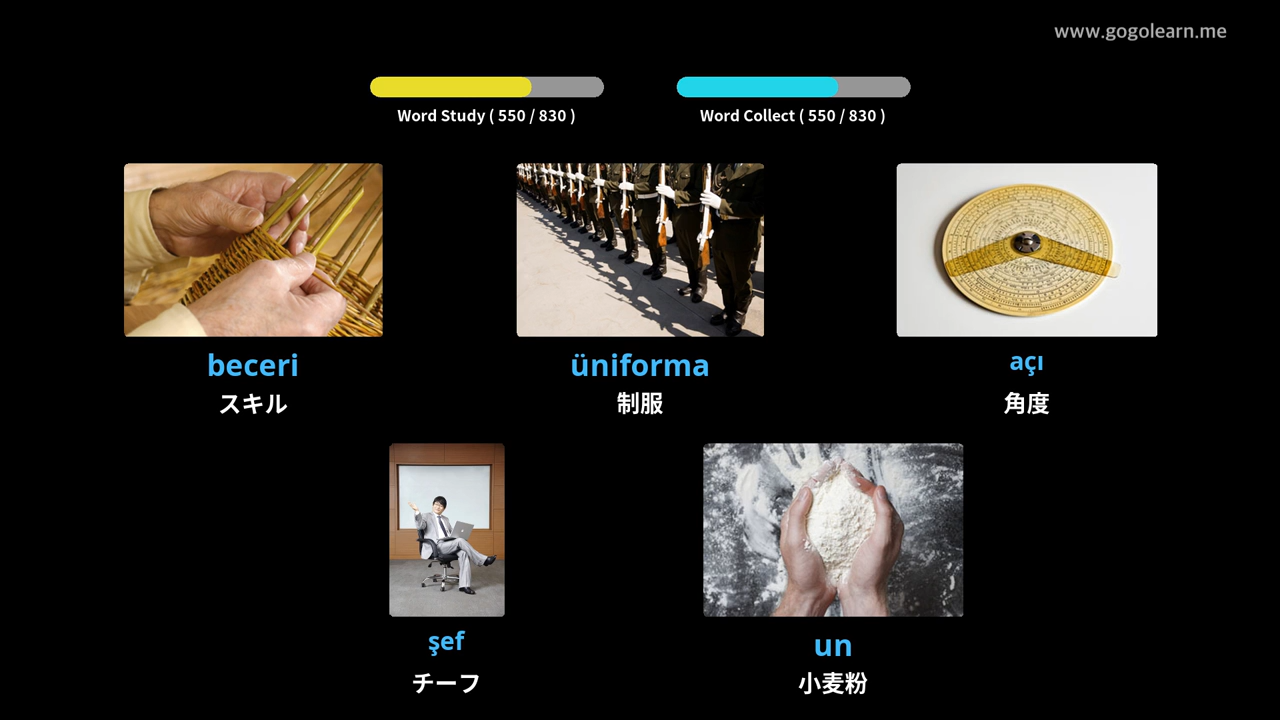 www.gogolearn.me
Word Study ( 550 / 830 )
Word Collect ( 550 / 830 )
beceri
スキル
üniforma
制服
açı
角度
şef
チーフ
un
小麦粉